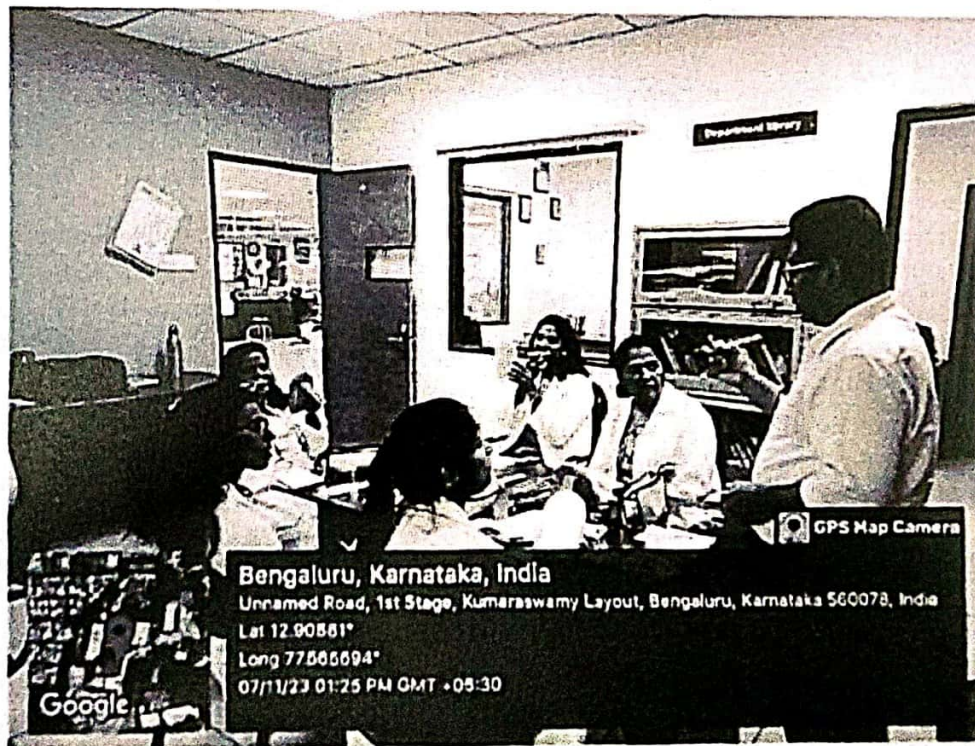 Department library
GPS Map Camera
Bengaluru, Karnataka, India
Unnamed Road, 1st Stage, Kumaraswamy Layout, Bengaluru, Karnataka 560078, India
Lat 12.90881°
Long 77.565694°
07/11/23 01:25 PM GMT +05:30
Google